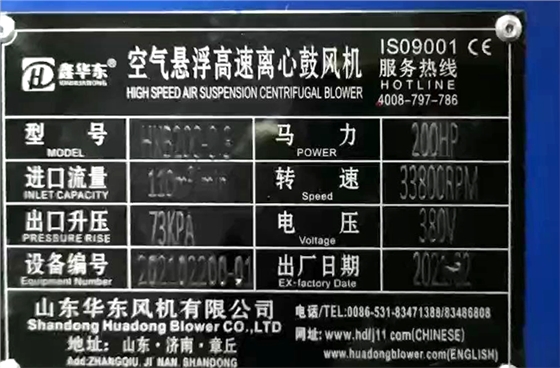 鑫华东 空气悬浮高速离心鼓风机 ISO9001 CE
HIGH SPEED AIR SUSPENSION CENTRIFUGAL BLOWER
服务热线
HOTLINE
4008-797-786
型号 MODEL 马力 POWER 200HP
进口流量 INLET CAPACITY 转速 Speed 33800RPM
出口升压 PRESSURE RISE 73KPA 电压 Voltage 380V
设备编号 Equipment Number 出厂日期 EX-factory Date
山东华东风机有限公司
Shandong Huadong Blower CO.,LTD
地址: 山东·济南·章丘
Add:ZHANGQIU, JI'NAN, SHANDONG
电话/TEL:0086-531-83471388/83486808
网址: www.hdfj11.com(CHINESE)
www.huadongblower.com(ENGLISH)